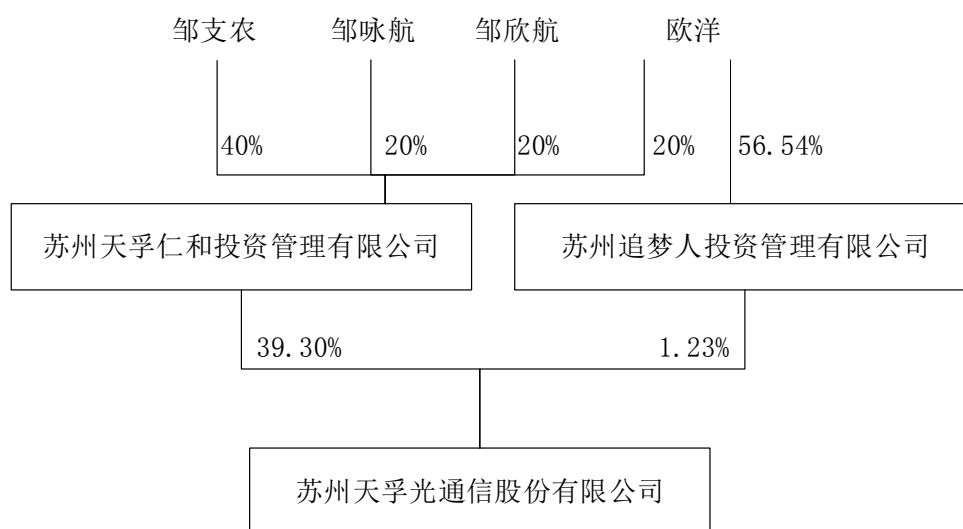 邹支农 邹咏航 邹欣航 欧洋
40% 20% 20% 20% 56.54%
苏州天孚仁和投资管理有限公司 苏州追梦人投资管理有限公司
39.30% 1.23%
苏州天孚光通信股份有限公司